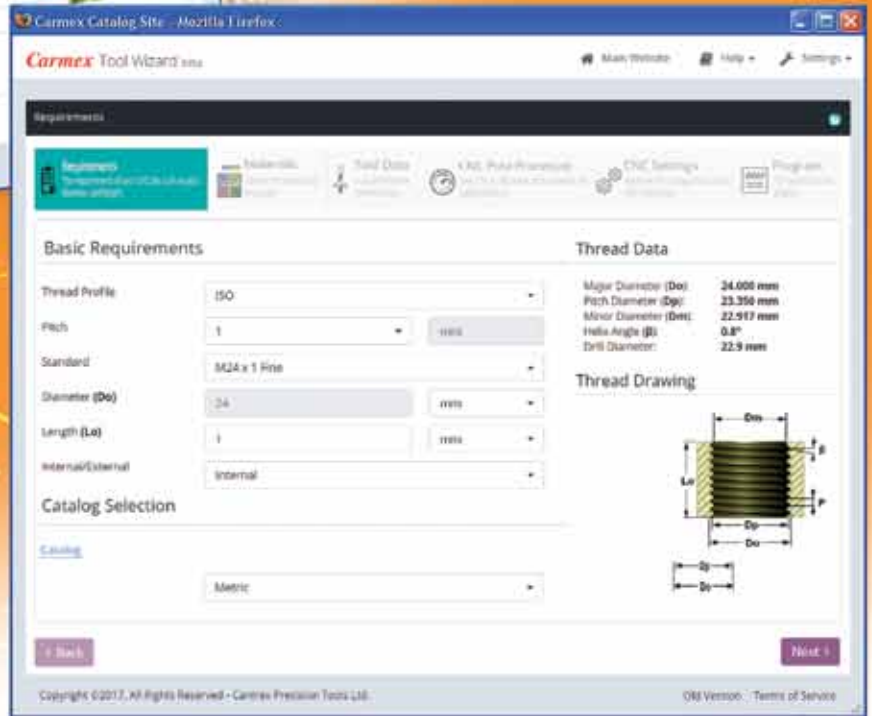 Carmex Catalog Site - Mozilla Firefox
Carmex Tool Wizard
Main Website Help Settings
Requirements
Requirements
Materials
Tool Data
CNC Settings
Program
Basic Requirements
Thread Profile
ISO
Pitch
1
mm
Standard
M24 x 1 Fine
Diameter (Do)
24
mm
Length (Lo)
1
mm
Internal/External
Internal
Catalog Selection
Catalog
Metric
Thread Data
Major Diameter (Do): 24.000 mm
Pitch Diameter (Dp): 23.350 mm
Minor Diameter (Dm): 22.917 mm
Helix Angle (β): 0.8°
Drill Diameter: 22.9 mm
Thread Drawing
Dm
β
Lo
P
Dp
Do
Back
Next
Copyright ©2017, All Rights Reserved - Carmex Precision Tools Ltd.
Old Version Terms of Service